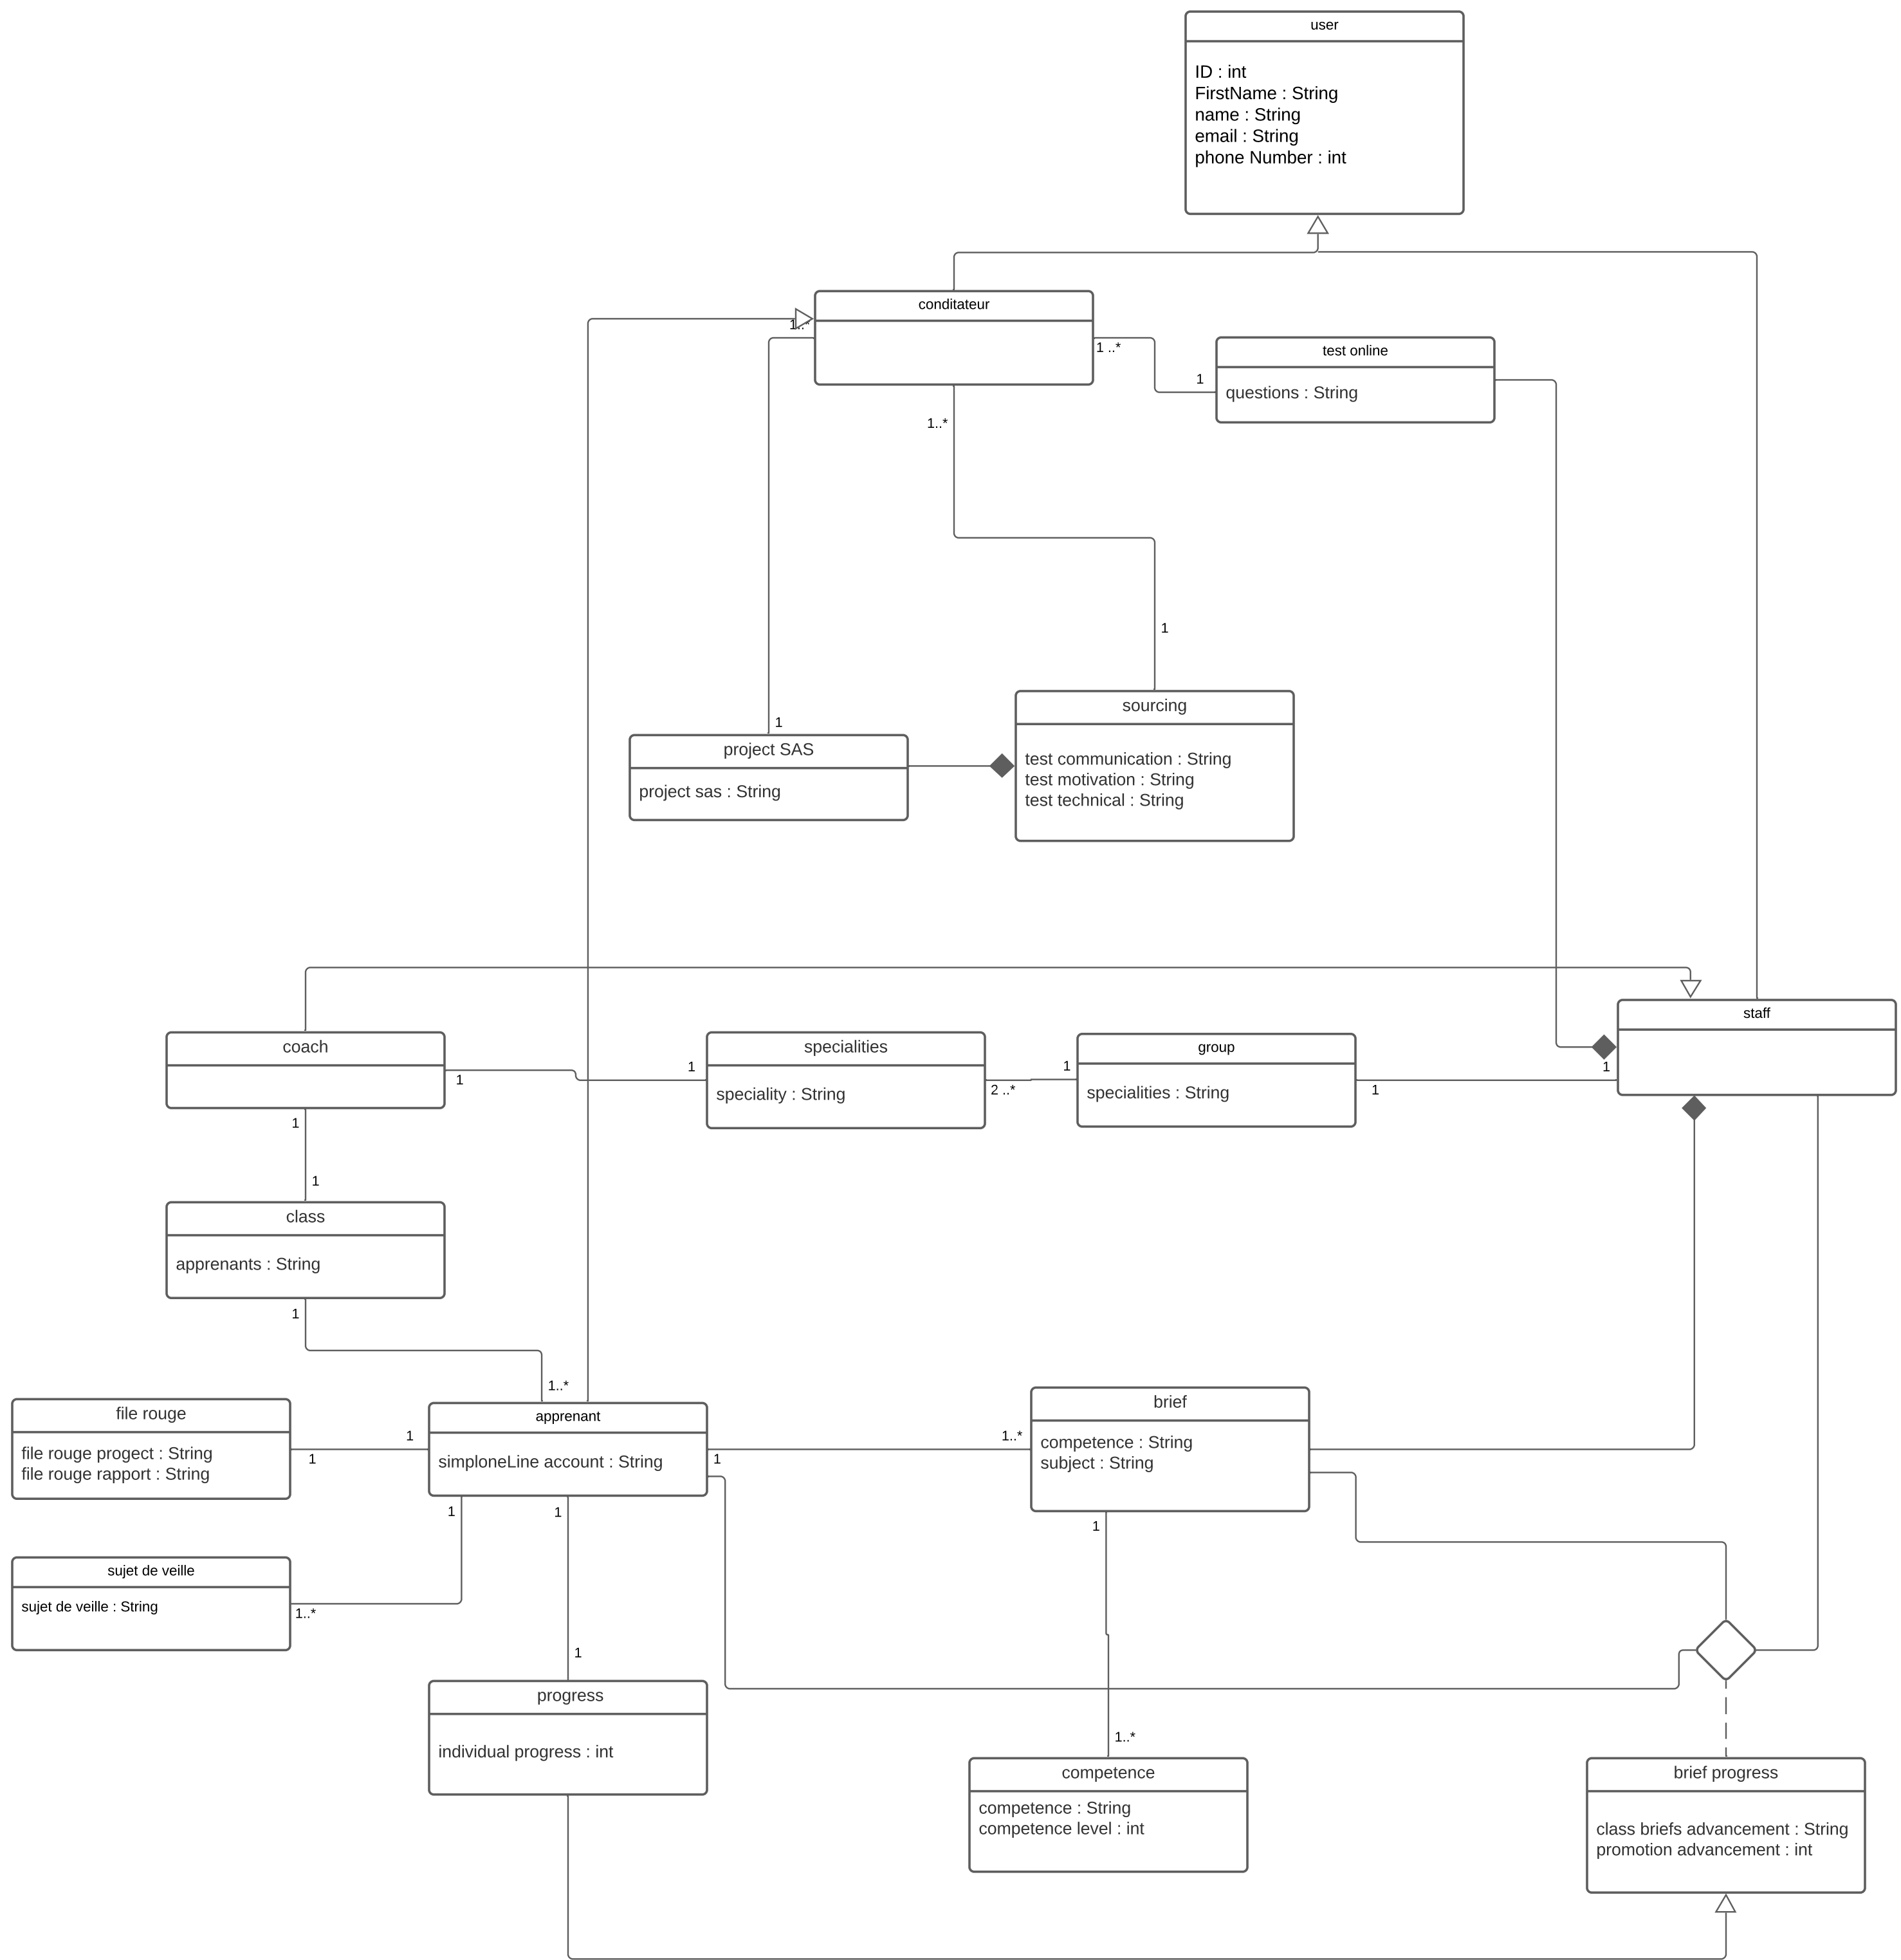 user
ID : int
FirstName : String
name : String
email : String
phone Number : int
conditateur
1..*
1 ..*
test online
questions : String
1
1..*
1
sourcing
test communication : String
test motivation : String
test technical : String
1
project SAS
project sas : String
staff
1
coach
1
specialities
speciality : String
1
2 ..*
group
specialities : String
1
1
1
1
class
apprenants : String
1
1..*
file rouge
file rouge progect : String
file rouge rapport : String
1
1
apprenant
simploneLine account : String
1
1..*
brief
competence : String
subject : String
1
1
1
sujet de veille
sujet de veille : String
1..*
1
progress
individual progress : int
1..*
competence
competence : String
competence level : int
brief progress
class briefs advancement : String
promotion advancement : int